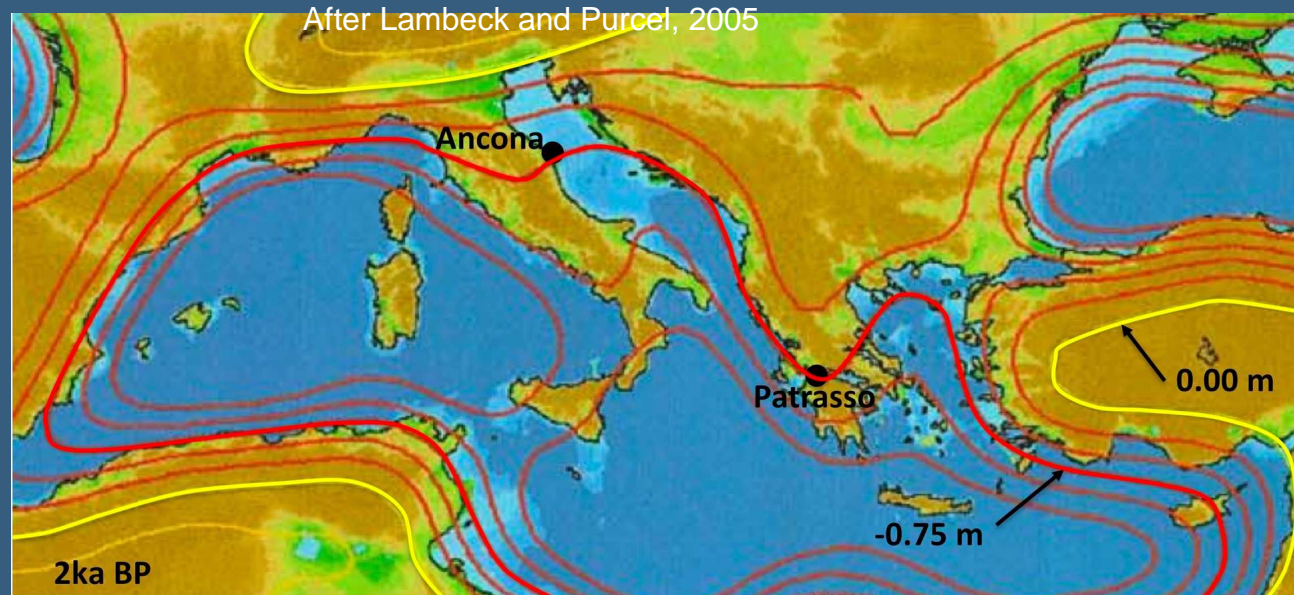 After Lambeck and Purcel, 2005
Ancona
Patrasso
0.00 m
-0.75 m
2ka BP